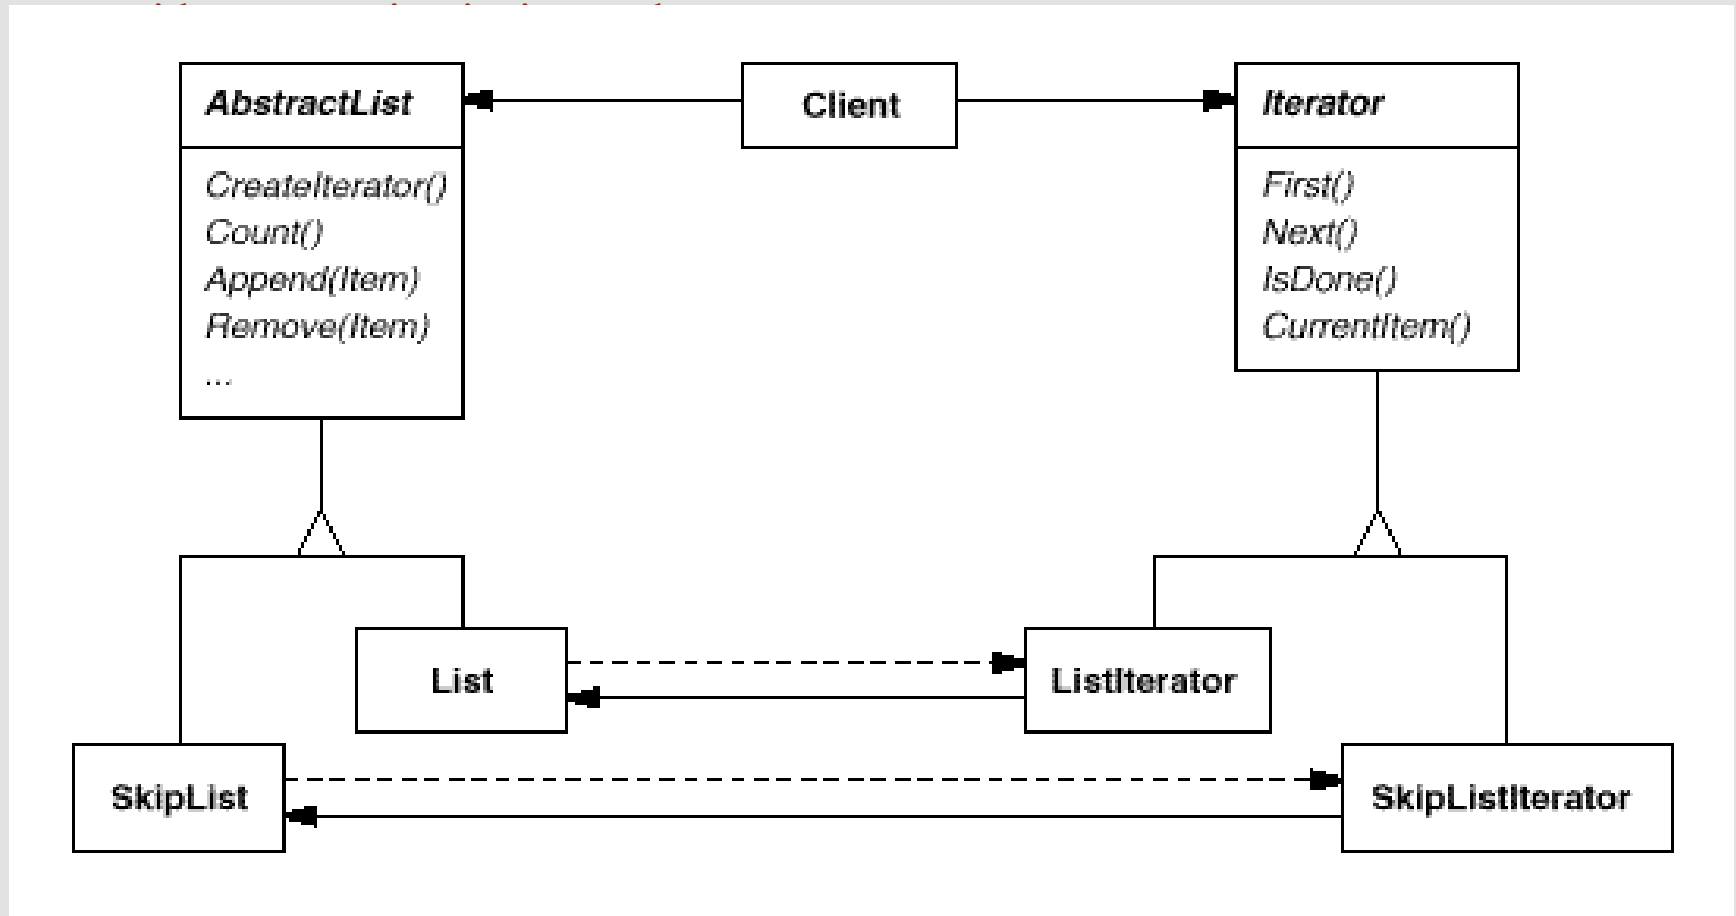 AbstractList
CreateIterator()
Count()
Append(Item)
Remove(Item)
...
Client
Iterator
First()
Next()
IsDone()
CurrentItem()
List
ListIterator
SkipList
SkipListIterator